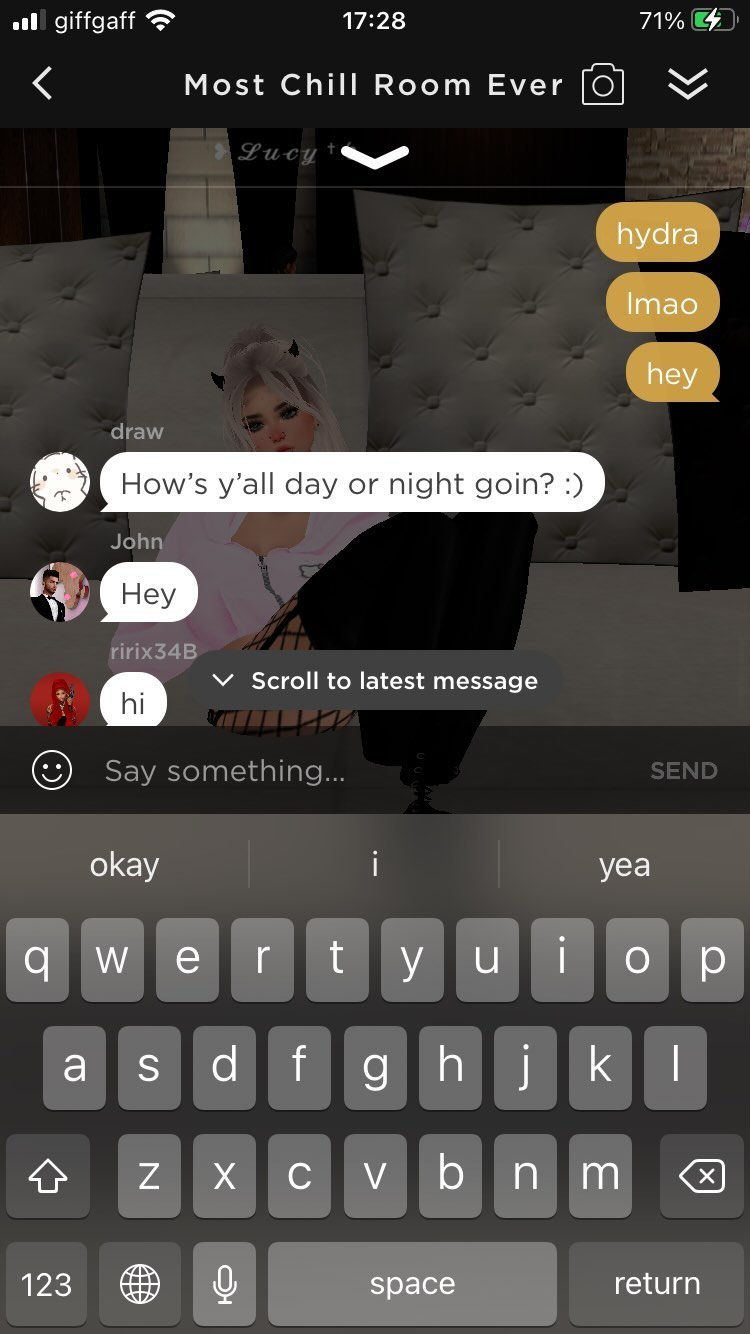 giffgaff 17:28 71%
Most Chill Room Ever
Lucy
hydra
lmao
hey
draw
How’s y’all day or night goin? :)
John
Hey
ririx34B
hi
Scroll to latest message
Say something... SEND
okay i yea
q w e r t y u i o p
a s d f g h j k l
z x c v b n m
123 space return